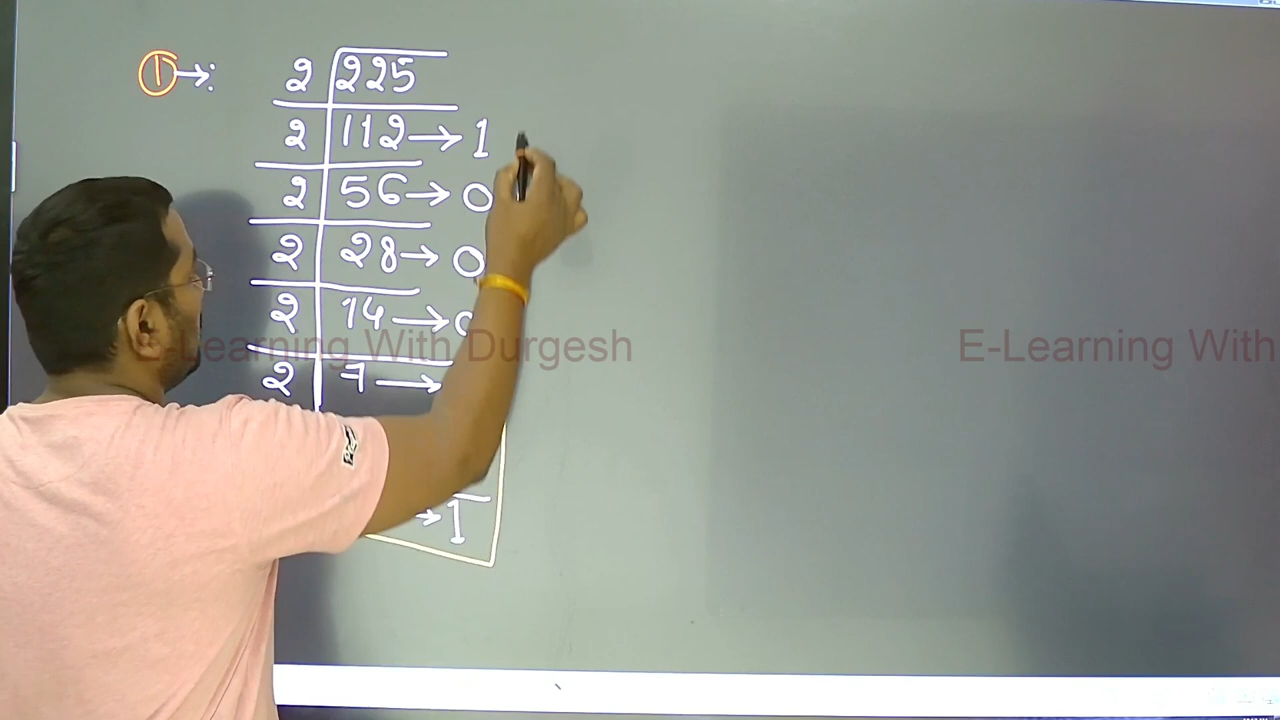 ① →: 2 225
2 112 → 1
2 56 → 0
2 28 → 0
2 14 →
E-Learning With Durgesh E-Learning With
2 7 →
→ 1